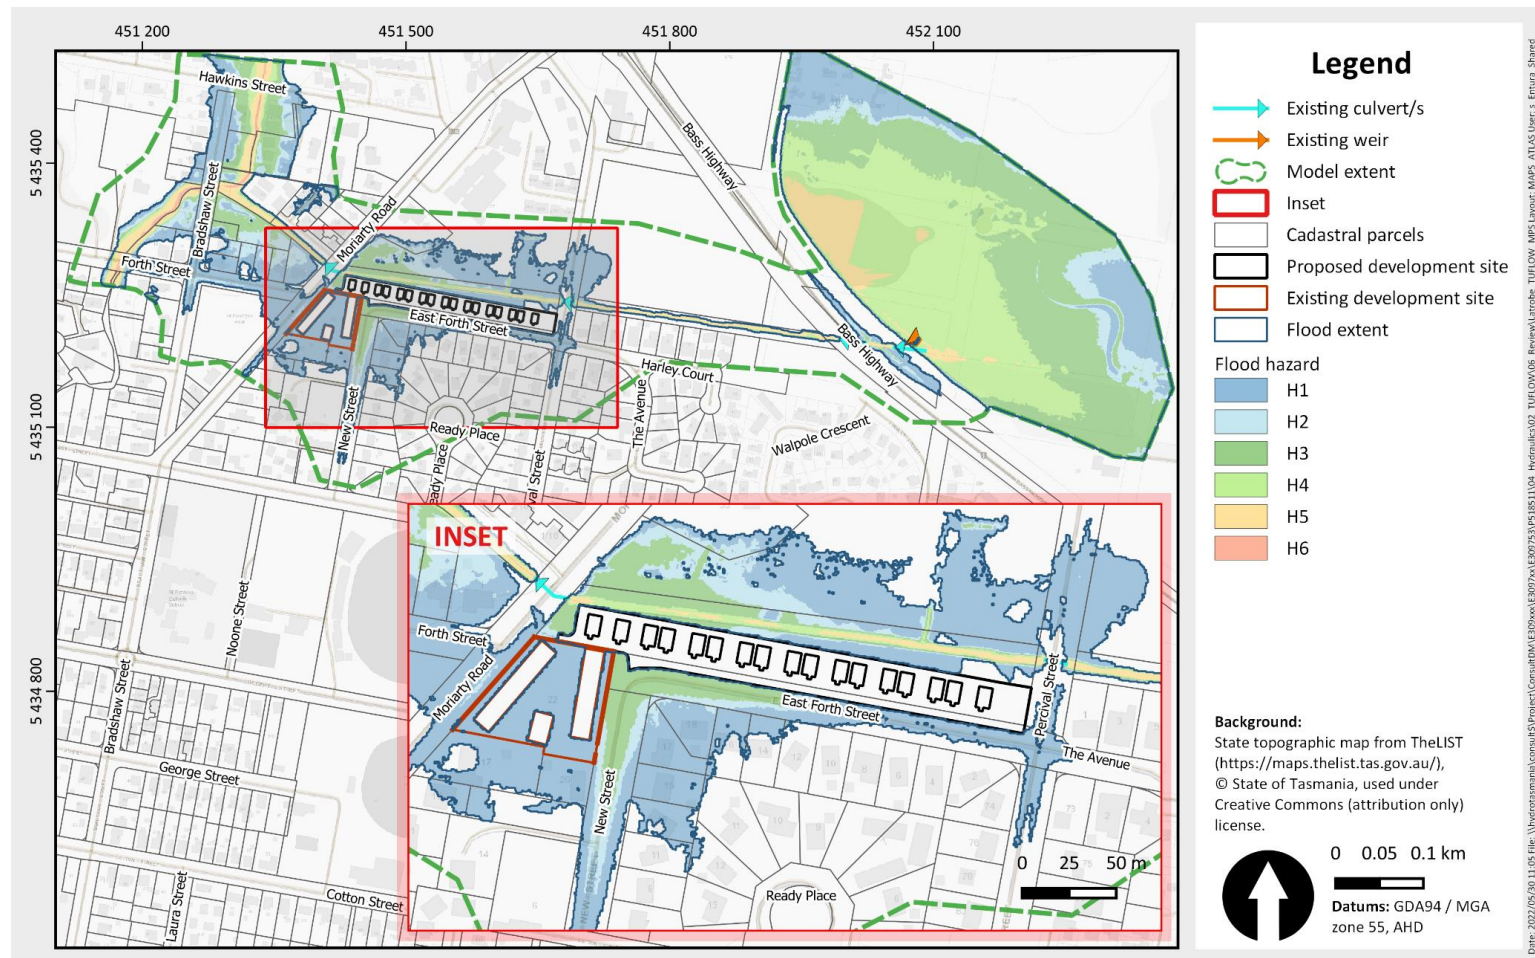 451 200
451 500
451 800
452 100
5 435 400
5 435 100
5 434 800
Hawkins Street
Bradshaw Street
Forth Street
Moriarty Road
Bass Highway
East Forth Street
Bass Highway
Harley Court
The Avenue
New Street
Ready Place
Walpole Crescent
eady Place
val Street
Noone Street
Bradshaw Street
George Street
Laura Street
Cotton Street
INSET
Forth Street
Moriarty Road
22
East Forth Street
Percival Street
The Avenue
New Street
Ready Place
0 25 50 m
Legend
Existing culvert/s
Existing weir
Model extent
Inset
Cadastral parcels
Proposed development site
Existing development site
Flood extent
Flood hazard
H1
H2
H3
H4
H5
H6
Background:
State topographic map from TheLIST
(https://maps.thelist.tas.gov.au/),
© State of Tasmania, used under
Creative Commons (attribution only)
license.
0 0.05 0.1 km
Datums: GDA94 / MGA
zone 55, AHD